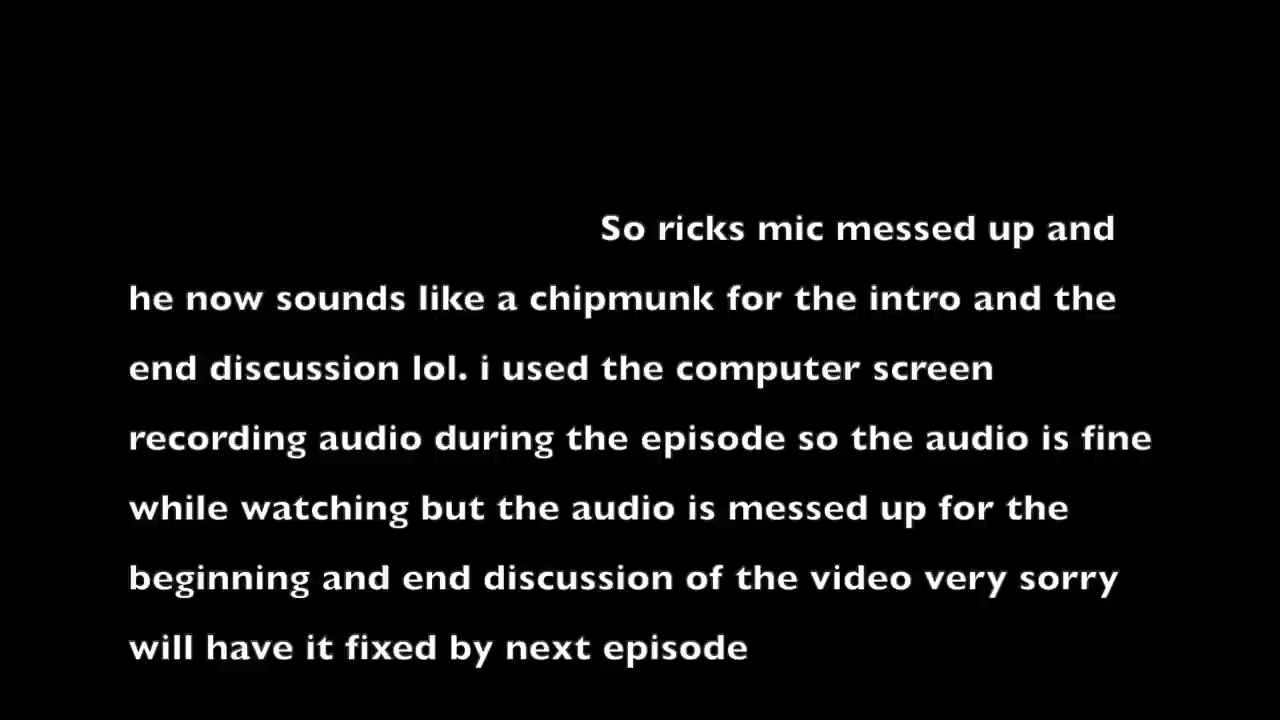 So ricks mic messed up and
he now sounds like a chipmunk for the intro and the
end discussion lol. i used the computer screen
recording audio during the episode so the audio is fine
while watching but the audio is messed up for the
beginning and end discussion of the video very sorry
will have it fixed by next episode